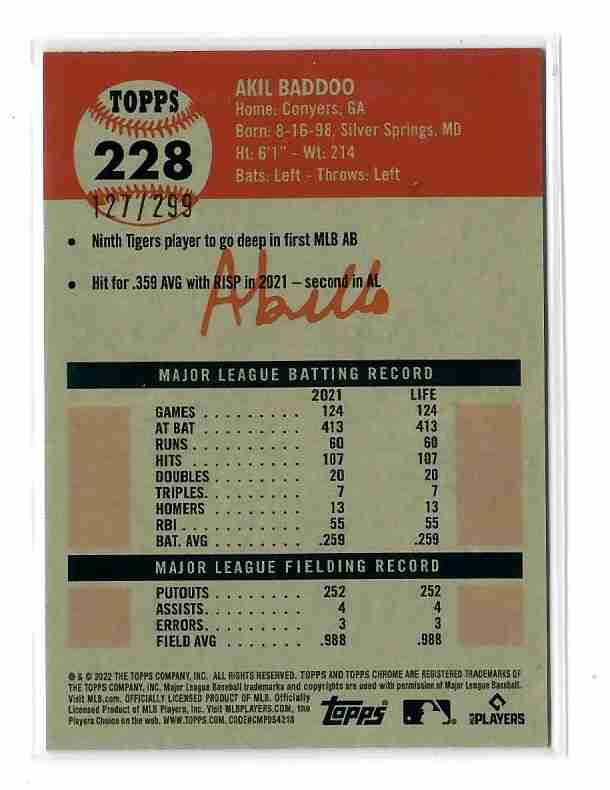 TOPPS
228
127/299
AKIL BADDOO
Home: Conyers, GA
Born: 8-16-98, Silver Springs, MD
Ht: 6'1" - Wt: 214
Bats: Left - Throws: Left
• Ninth Tigers player to go deep in first MLB AB
• Hit for .359 AVG with RISP in 2021 – second in AL
MAJOR LEAGUE BATTING RECORD
2021 LIFE
GAMES . . . . . . . . . 124 124
AT BAT . . . . . . . . . 413 413
RUNS . . . . . . . . . 60 60
HITS . . . . . . . . . 107 107
DOUBLES . . . . . . . 20 20
TRIPLES. . . . . . . . 7 7
HOMERS . . . . . . . 13 13
RBI . . . . . . . . . . 55 55
BAT. AVG . . . . . . . .259 .259
MAJOR LEAGUE FIELDING RECORD
PUTOUTS . . . . . . . 252 252
ASSISTS. . . . . . . . 4 4
ERRORS. . . . . . . . 3 3
FIELD AVG . . . . . . .988 .988
® & © 2022 THE TOPPS COMPANY, INC. ALL RIGHTS RESERVED. TOPPS AND TOPPS CHROME ARE REGISTERED TRADEMARKS OF
THE TOPPS COMPANY, INC. Major League Baseball trademarks and copyrights are used with permission of Major League Baseball.
Visit MLB.com. OFFICIALLY LICENSED PRODUCT OF MLB Players, Inc. Officially
Licensed Product of MLB Players, Inc. Visit MLBPLAYERS.COM, the
Players Choice on the web. WWW.TOPPS.COM. CODE#CMP054218
topps
MLB PLAYERS